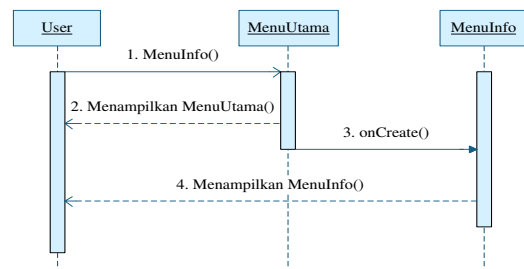 User
MenuUtama
MenuInfo
1. MenuInfo()
2. Menampilkan MenuUtama()
3. onCreate()
4. Menampilkan MenuInfo()